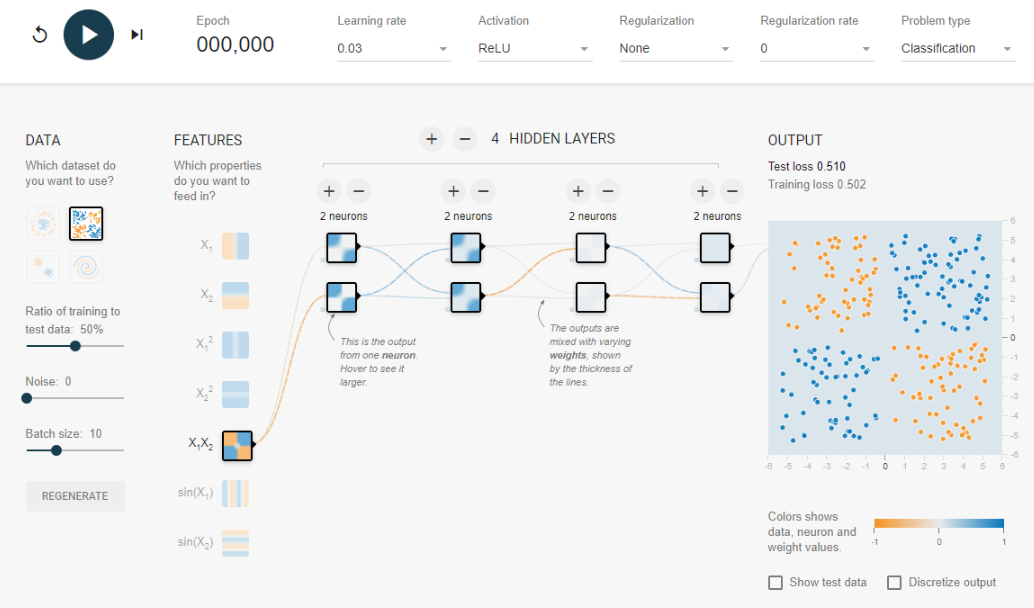 Epoch
000,000
Learning rate
0.03
Activation
ReLU
Regularization
None
Regularization rate
0
Problem type
Classification
DATA
Which dataset do
you want to use?
Ratio of training to
test data: 50%
Noise: 0
Batch size: 10
REGENERATE
FEATURES
Which properties
do you want to
feed in?
X₁
X₂
X₁²
X₂²
X₁X₂
sin(X₁)
sin(X₂)
+ − 4 HIDDEN LAYERS
+ − + − + − + −
2 neurons 2 neurons 2 neurons 2 neurons
This is the output
from one neuron.
Hover to see it
larger.
The outputs are
mixed with varying
weights, shown
by the thickness of
the lines.
OUTPUT
Test loss 0.510
Training loss 0.502
6
5
4
3
2
1
0
-1
-2
-3
-4
-5
-6
-6 -5 -4 -3 -2 -1 0 1 2 3 4 5 6
Colors shows
data, neuron and
weight values.
-1 0 1
Show test data Discretize output